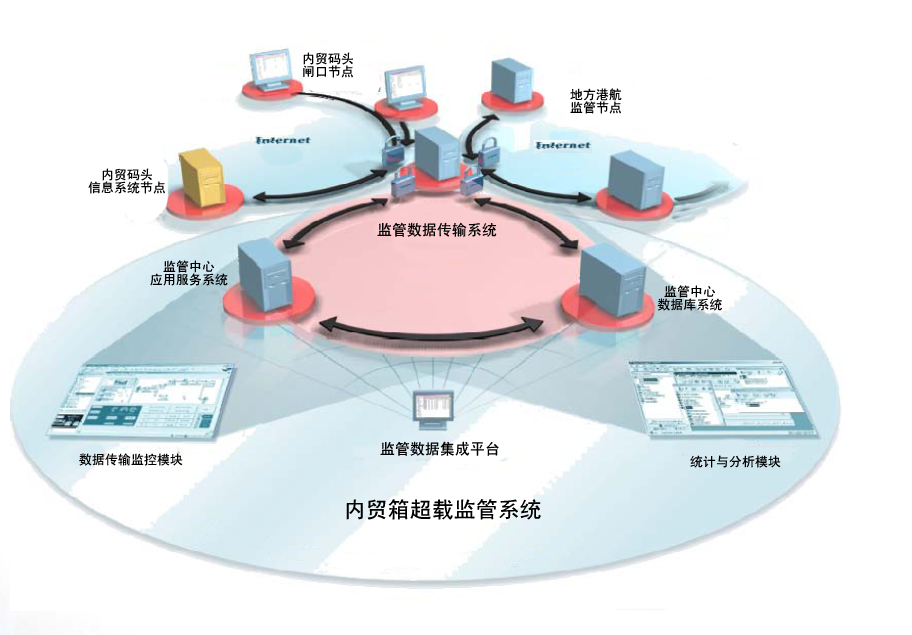 内贸码头
闸口节点
地方港航
监管节点
Internet
Internet
内贸码头
信息系统节点
监管数据传输系统
监管中心
应用服务系统
监管中心
数据库系统
监管数据集成平台
数据传输监控模块
统计与分析模块
内贸箱超载监管系统